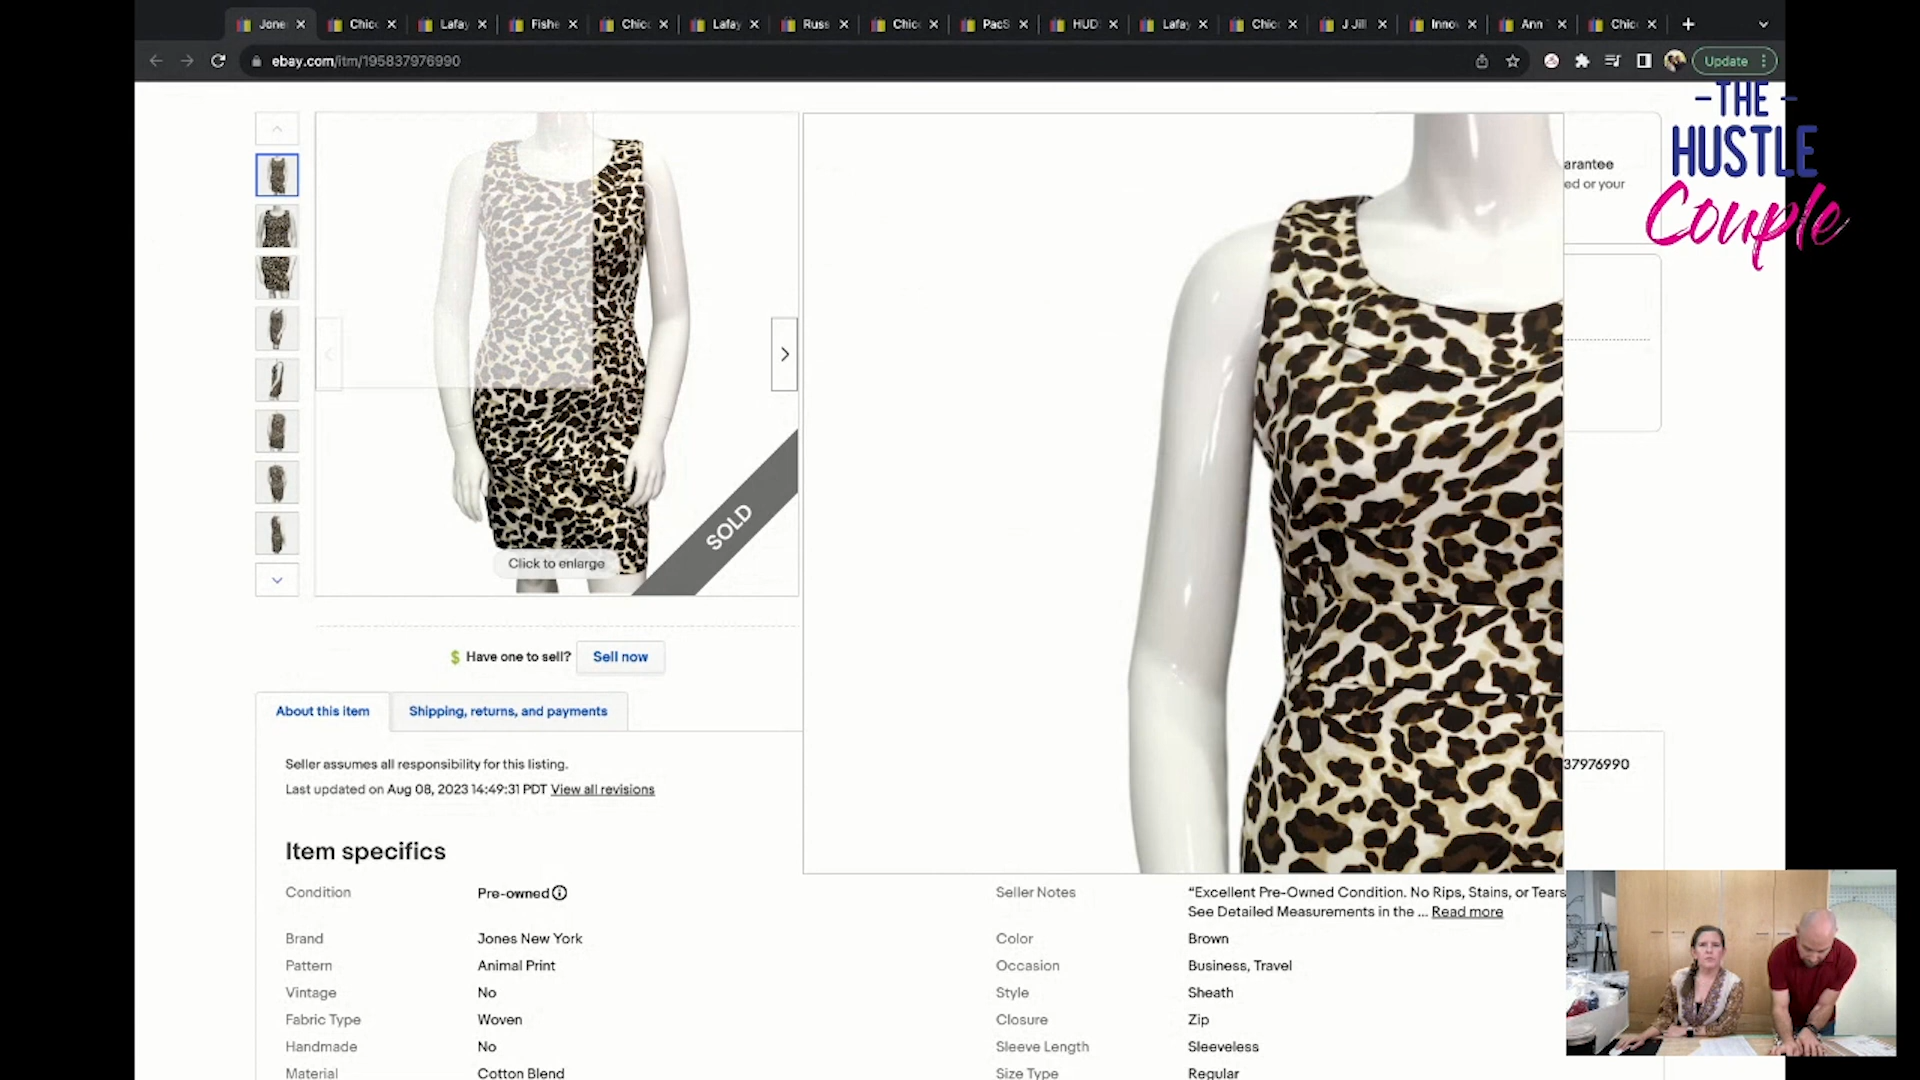 Jone
Chico
Lafay
Fishe
Chic
Lafay
Russ
Chic
PacS
HUD
Lafay
Chic
J Jill
Inno
Ann T
Chic
ebay.com/itm/195837976990
Update
-THE-
HUSTLE
Couple
arantee
ed or your
SOLD
Click to enlarge
Have one to sell? Sell now
About this item
Shipping, returns, and payments
Seller assumes all responsibility for this listing.
37976990
Last updated on Aug 08, 2023 14:49:31 PDT View all revisions
Item specifics
Condition Pre-owned
Seller Notes “Excellent Pre-Owned Condition. No Rips, Stains, or Tears
See Detailed Measurements in the ... Read more
Brand Jones New York
Color Brown
Pattern Animal Print
Occasion Business, Travel
Vintage No
Style Sheath
Fabric Type Woven
Closure Zip
Handmade No
Sleeve Length Sleeveless
Material Cotton Blend
Size Type Regular